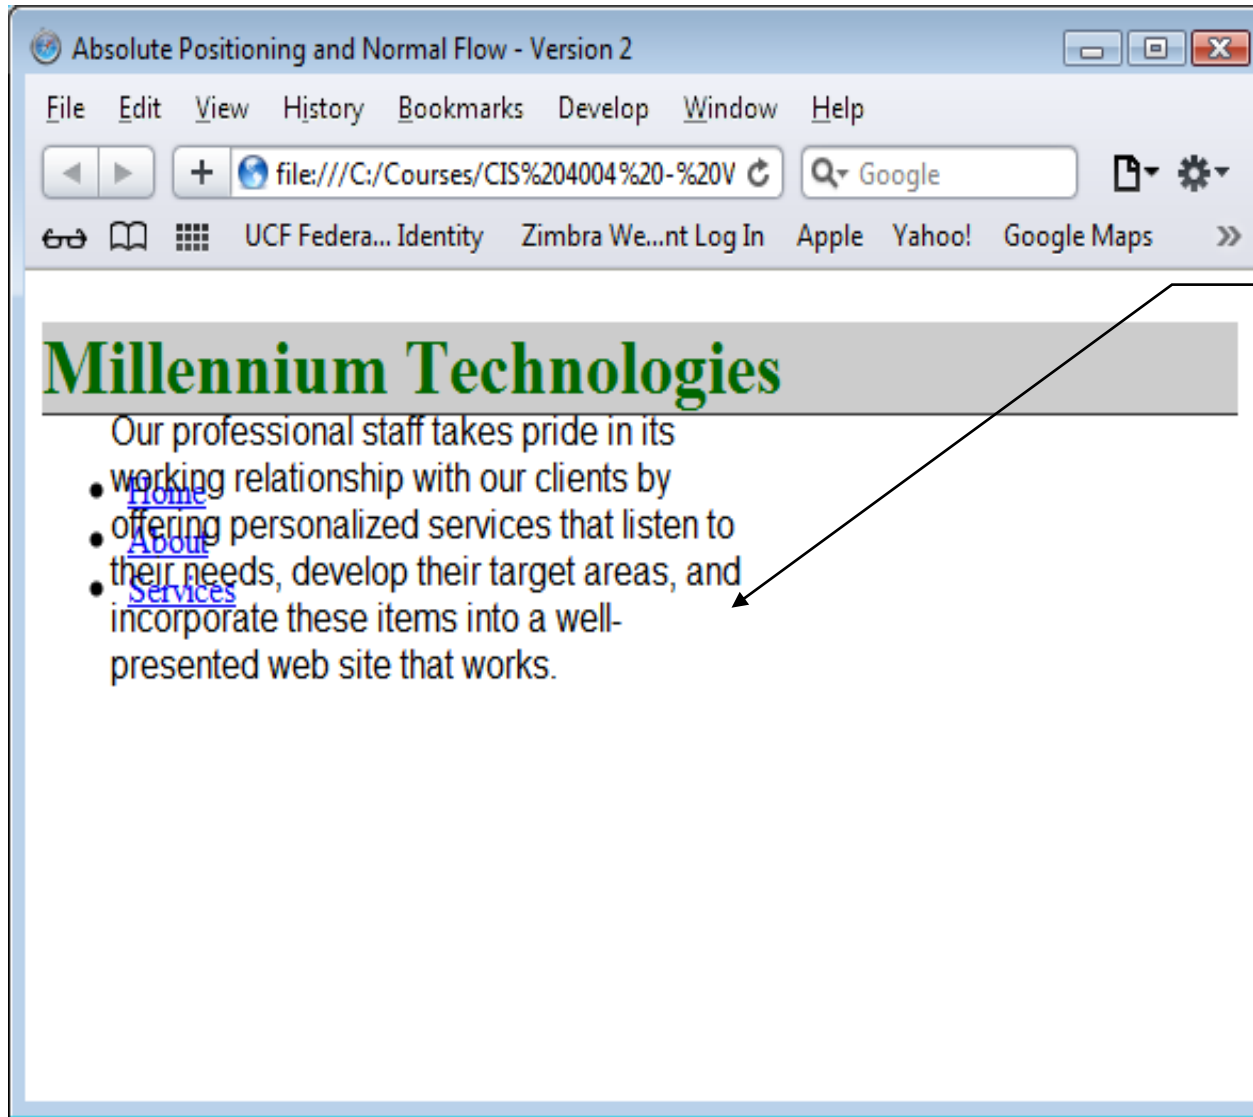 Absolute Positioning and Normal Flow - Version 2
File Edit View History Bookmarks Develop Window Help
file:///C:/Courses/CIS%204004%20-%20V Google
UCF Federa... Identity Zimbra We...nt Log In Apple Yahoo! Google Maps
Millennium Technologies
Our professional staff takes pride in its
working relationship with our clients by
• Home
offering personalized services that listen to
• About
their needs, develop their target areas, and
• Services
incorporate these items into a well-
presented web site that works.